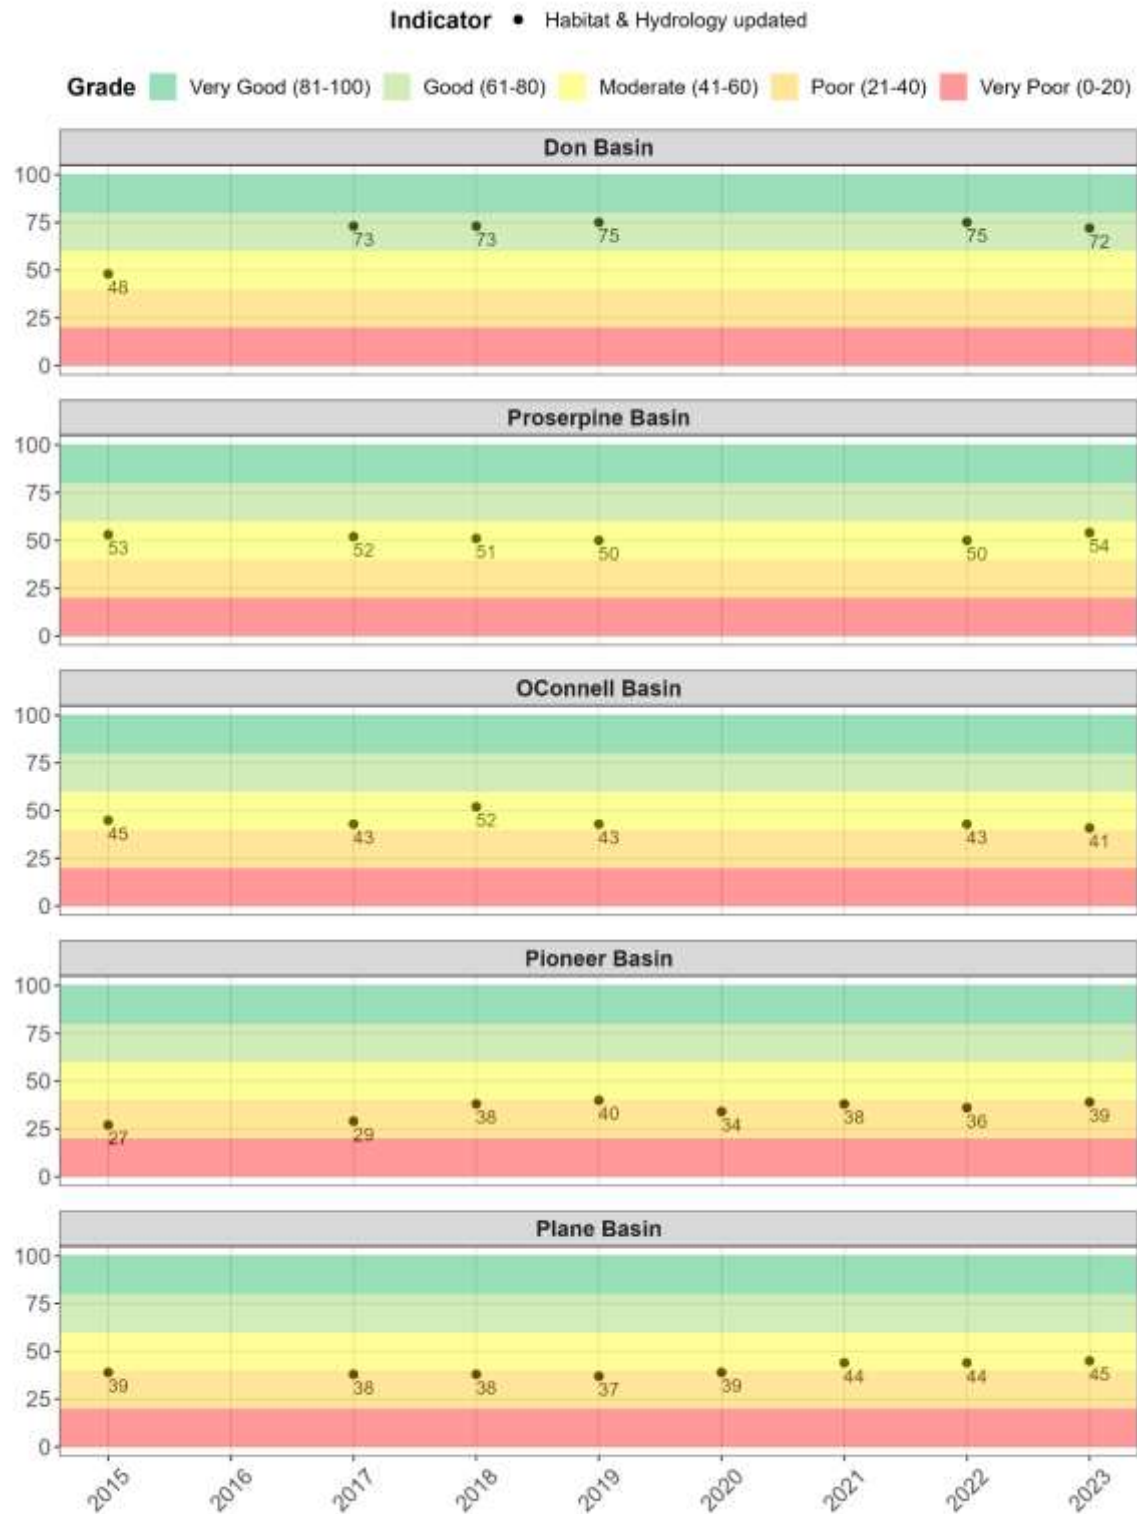 Indicator • Habitat & Hydrology updated
Grade Very Good (81-100) Good (61-80) Moderate (41-60) Poor (21-40) Very Poor (0-20)
Don Basin
100
75
50
25
0
48 73 73 75 75 72
Proserpine Basin
100
75
50
25
0
53 52 51 50 50 54
OConnell Basin
100
75
50
25
0
45 43 52 43 43 41
Pioneer Basin
100
75
50
25
0
27 29 38 40 34 38 36 39
Plane Basin
100
75
50
25
0
39 38 38 37 39 44 44 45
2015 2016 2017 2018 2019 2020 2021 2022 2023